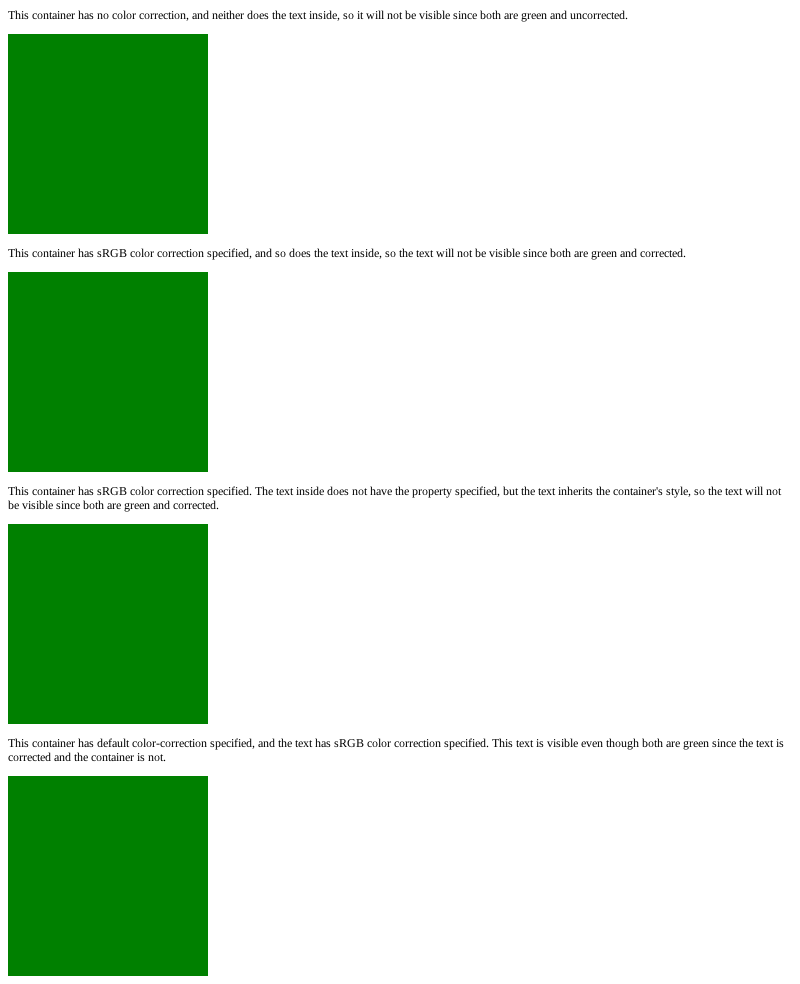 This container has no color correction, and neither does the text inside, so it will not be visible since both are green and uncorrected.
This container has sRGB color correction specified, and so does the text inside, so the text will not be visible since both are green and corrected.
This container has sRGB color correction specified. The text inside does not have the property specified, but the text inherits the container's style, so the text will not
be visible since both are green and corrected.
This container has default color-correction specified, and the text has sRGB color correction specified. This text is visible even though both are green since the text is
corrected and the container is not.